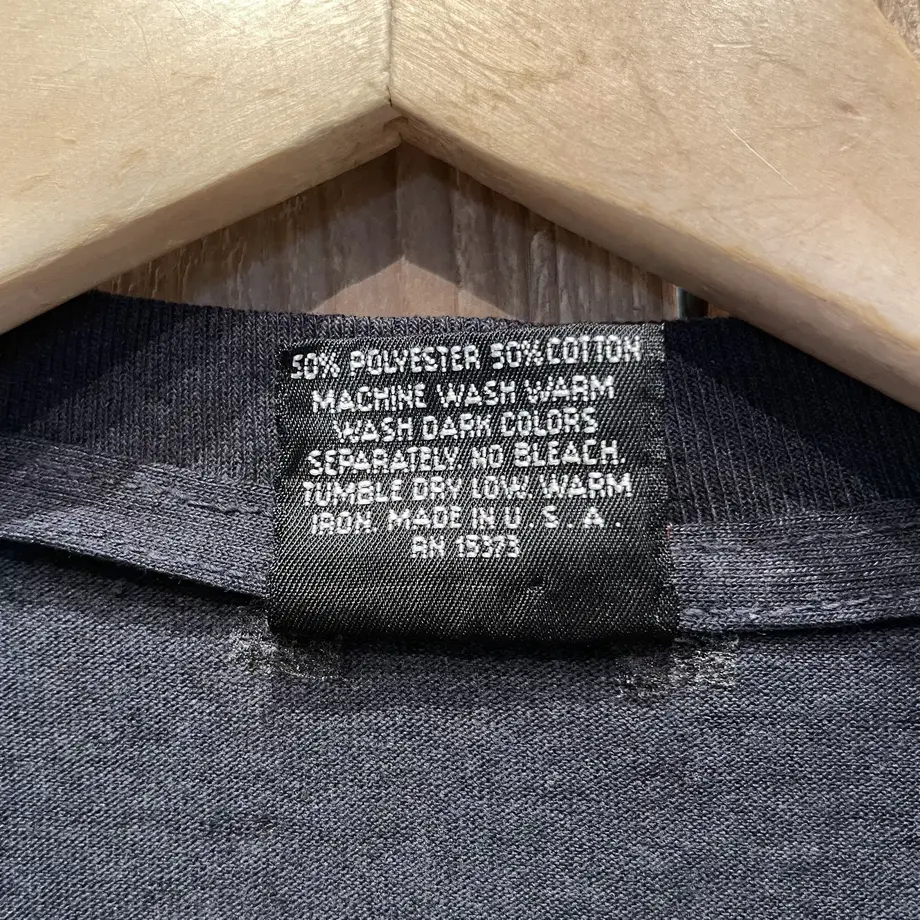 50% POLYESTER 50% COTTON
MACHINE WASH WARM
WASH DARK COLORS
SEPARATELY NO BLEACH.
TUMBLE DRY LOW. WARM
IRON. MADE IN U.S.A.
RN 15373